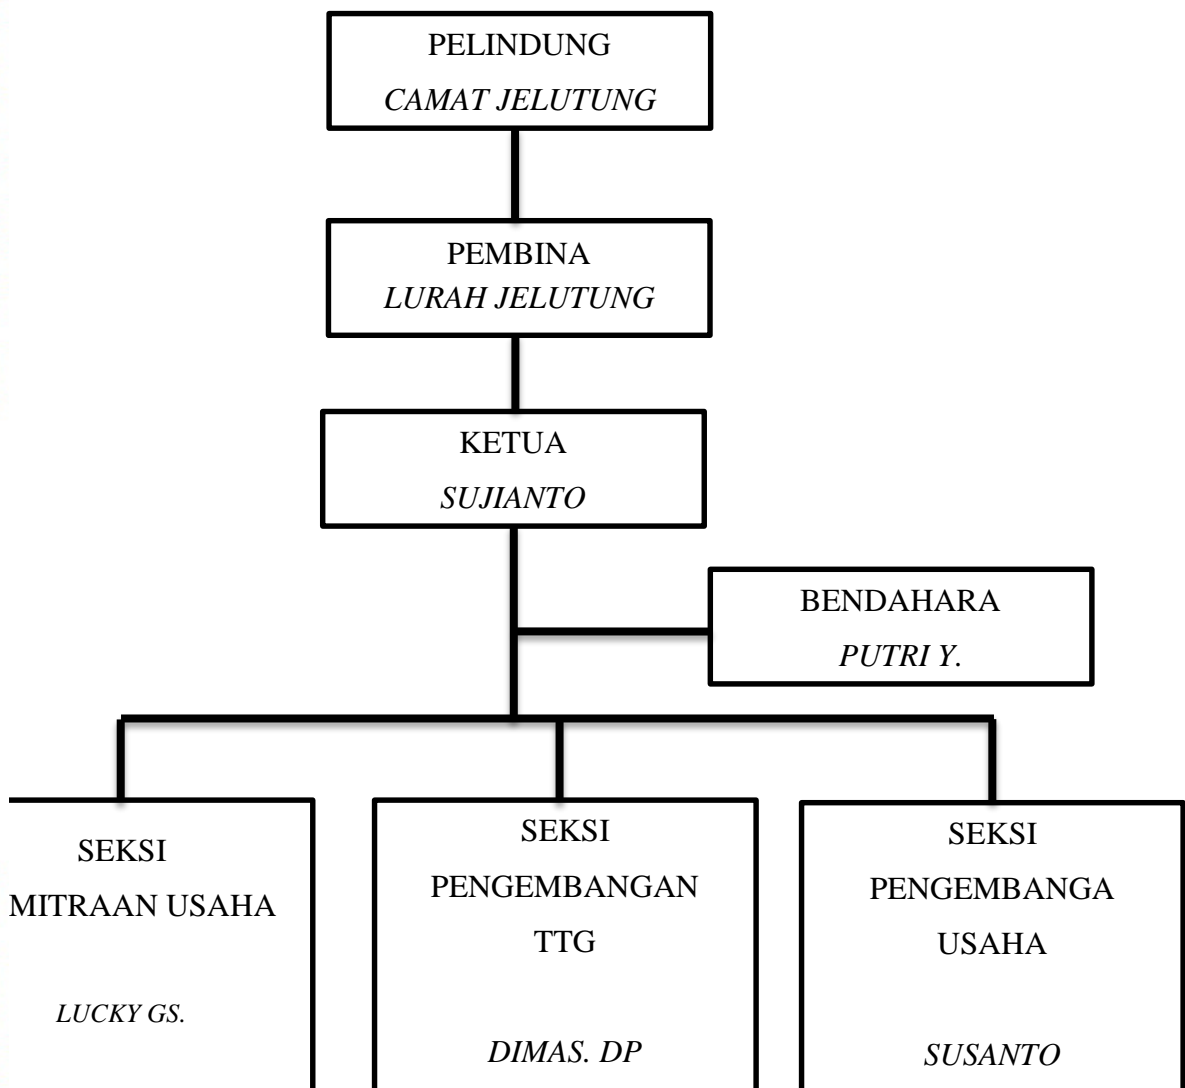 PELINDUNG
CAMAT JELUTUNG
PEMBINA
LURAH JELUTUNG
KETUA
SUJIANTO
BENDAHARA
PUTRI Y.
SEKSI
MITRAAN USAHA
LUCKY GS.
SEKSI
PENGEMBANGAN
TTG
DIMAS. DP
SEKSI
PENGEMBANGA
USAHA
SUSANTO